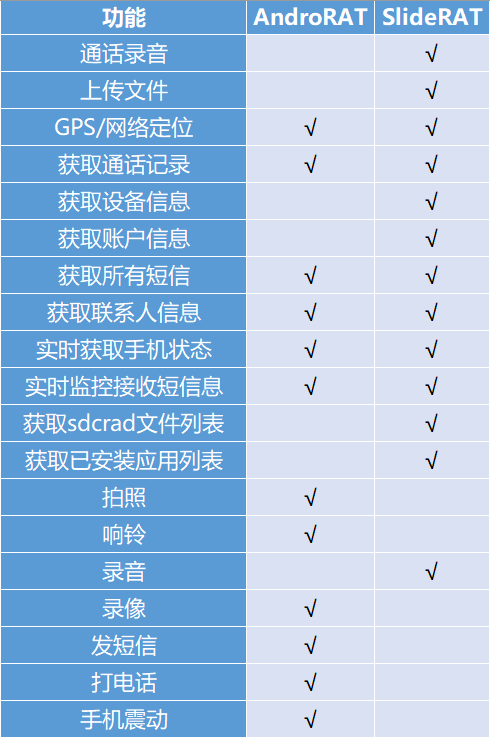 功能 AndroRAT SlideRAT
通话录音 √
上传文件 √
GPS/网络定位 √ √
获取通话记录 √ √
获取设备信息 √
获取账户信息 √
获取所有短信 √ √
获取联系人信息 √ √
实时获取手机状态 √ √
实时监控接收短信息 √ √
获取sdcrad文件列表 √
获取已安装应用列表 √
拍照 √
响铃 √
录音 √
录像 √
发短信 √
打电话 √
手机震动 √